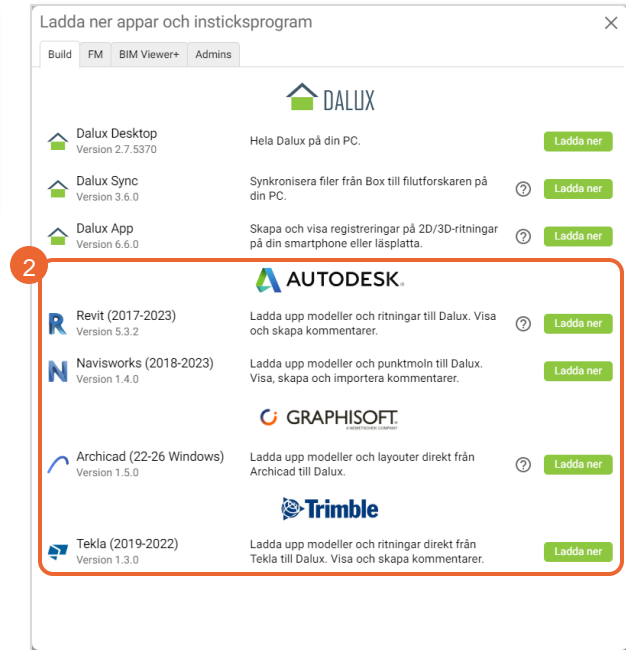 Ladda ner appar och insticksprogram
Build FM BIM Viewer+ Admins
DALUX
Dalux Desktop
Version 2.7.5370
Hela Dalux på din PC.
Ladda ner
Dalux Sync
Version 3.6.0
Synkronisera filer från Box till filutforskaren på
din PC.
?
Ladda ner
Dalux App
Version 6.6.0
Skapa och visa registreringar på 2D/3D-ritningar
på din smartphone eller läsplatta.
?
Ladda ner
2
AUTODESK.
Revit (2017-2023)
Version 5.3.2
Ladda upp modeller och ritningar till Dalux. Visa
och skapa kommentarer.
?
Ladda ner
Navisworks (2018-2023)
Version 1.4.0
Ladda upp modeller och punktmoln till Dalux.
Visa, skapa och importera kommentarer.
Ladda ner
GRAPHISOFT.
A NEMETSCHEK COMPANY
Archicad (22-26 Windows)
Version 1.5.0
Ladda upp modeller och layouter direkt från
Archicad till Dalux.
?
Ladda ner
Trimble
Tekla (2019-2022)
Version 1.3.0
Ladda upp modeller och ritningar direkt från
Tekla till Dalux. Visa och skapa kommentarer.
Ladda ner